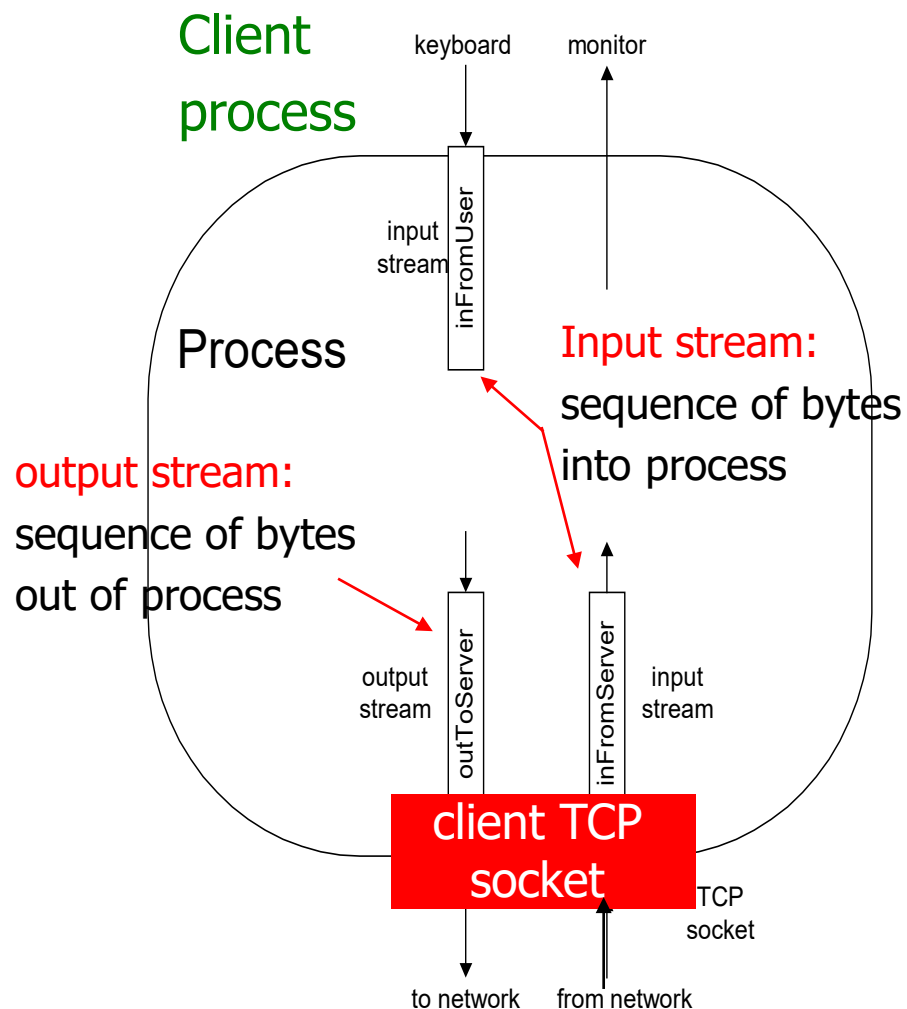 Client
process
keyboard
monitor
input
stream
inFromUser
Process
Input stream:
sequence of bytes
into process
output stream:
sequence of bytes
out of process
output
stream
outToServer
inFromServer
input
stream
client TCP
socket
TCP
socket
to network
from network